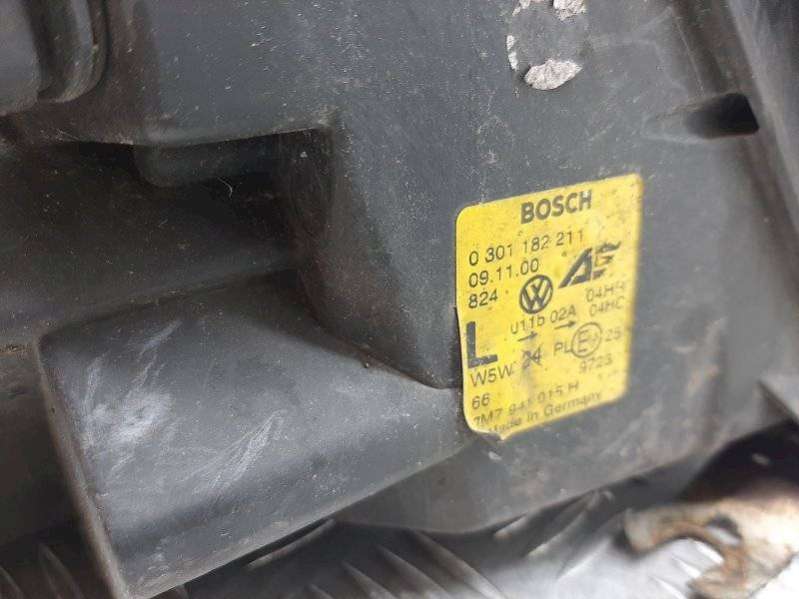 BOSCH
0 301 182 211
09.11.00
824
04HR
U11b 02A 04HC
L
W5W 24 PL E 25
9723
66
7M7 941 015 H
Made in Germany